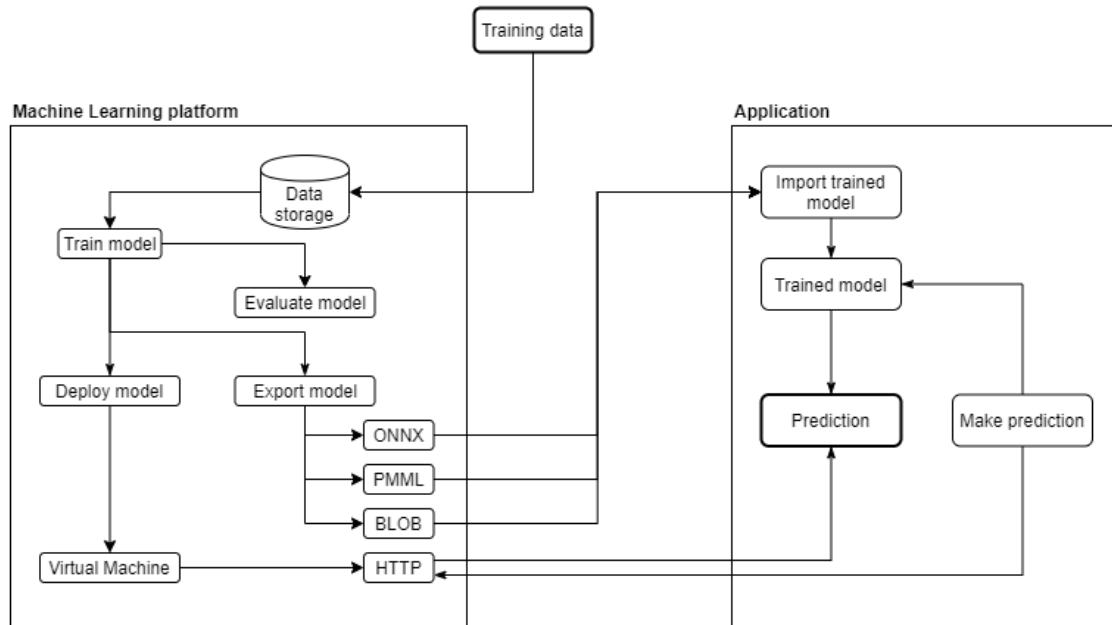 Training data
Machine Learning platform
Application
Data
storage
Import trained
model
Train model
Trained model
Evaluate model
Deploy model
Export model
Prediction
Make prediction
ONNX
PMML
BLOB
Virtual Machine
HTTP